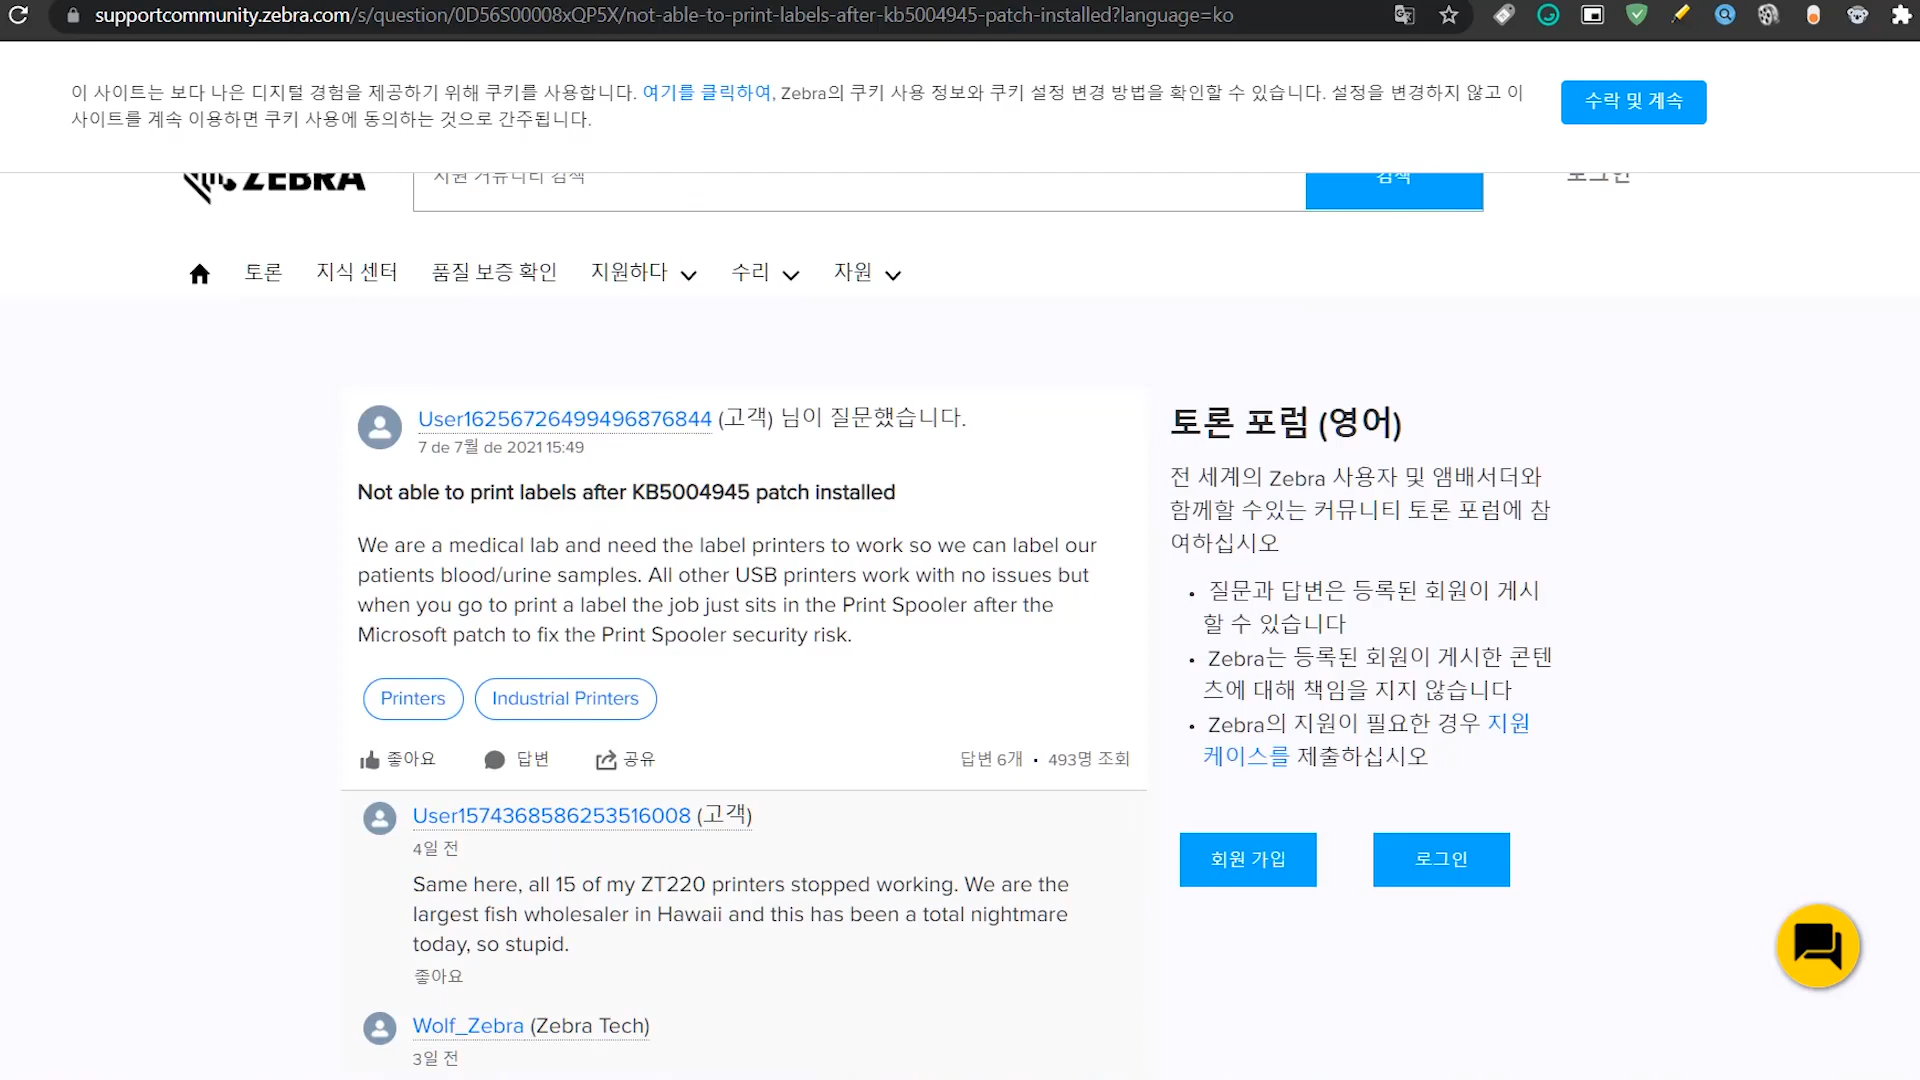 supportcommunity.zebra.com/s/question/0D56S00008xQP5X/not-able-to-print-labels-after-kb5004945-patch-installed?language=ko
이 사이트는 보다 나은 디지털 경험을 제공하기 위해 쿠키를 사용합니다. 여기를 클릭하여, Zebra의 쿠키 사용 정보와 쿠키 설정 변경 방법을 확인할 수 있습니다. 설정을 변경하지 않고 이
사이트를 계속 이용하면 쿠키 사용에 동의하는 것으로 간주됩니다.
수락 및 계속
ZEBRA
지원 커뮤니티 검색
검색
로그인
토론
지식 센터
품질 보증 확인
지원하다
수리
자원
User16256726499496876844 (고객) 님이 질문했습니다.
7 de 7월 de 2021 15:49
Not able to print labels after KB5004945 patch installed
We are a medical lab and need the label printers to work so we can label our
patients blood/urine samples. All other USB printers work with no issues but
when you go to print a label the job just sits in the Print Spooler after the
Microsoft patch to fix the Print Spooler security risk.
Printers
Industrial Printers
좋아요
답변
공유
답변 6개 • 493명 조회
User1574368586253516008 (고객)
4일 전
Same here, all 15 of my ZT220 printers stopped working. We are the
largest fish wholesaler in Hawaii and this has been a total nightmare
today, so stupid.
좋아요
Wolf_Zebra (Zebra Tech)
3일 전
토론 포럼 (영어)
전 세계의 Zebra 사용자 및 앰배서더와
함께할 수있는 커뮤니티 토론 포럼에 참
여하십시오
• 질문과 답변은 등록된 회원이 게시
할 수 있습니다
• Zebra는 등록된 회원이 게시한 콘텐
츠에 대해 책임을 지지 않습니다
• Zebra의 지원이 필요한 경우 지원
케이스를 제출하십시오
회원 가입
로그인